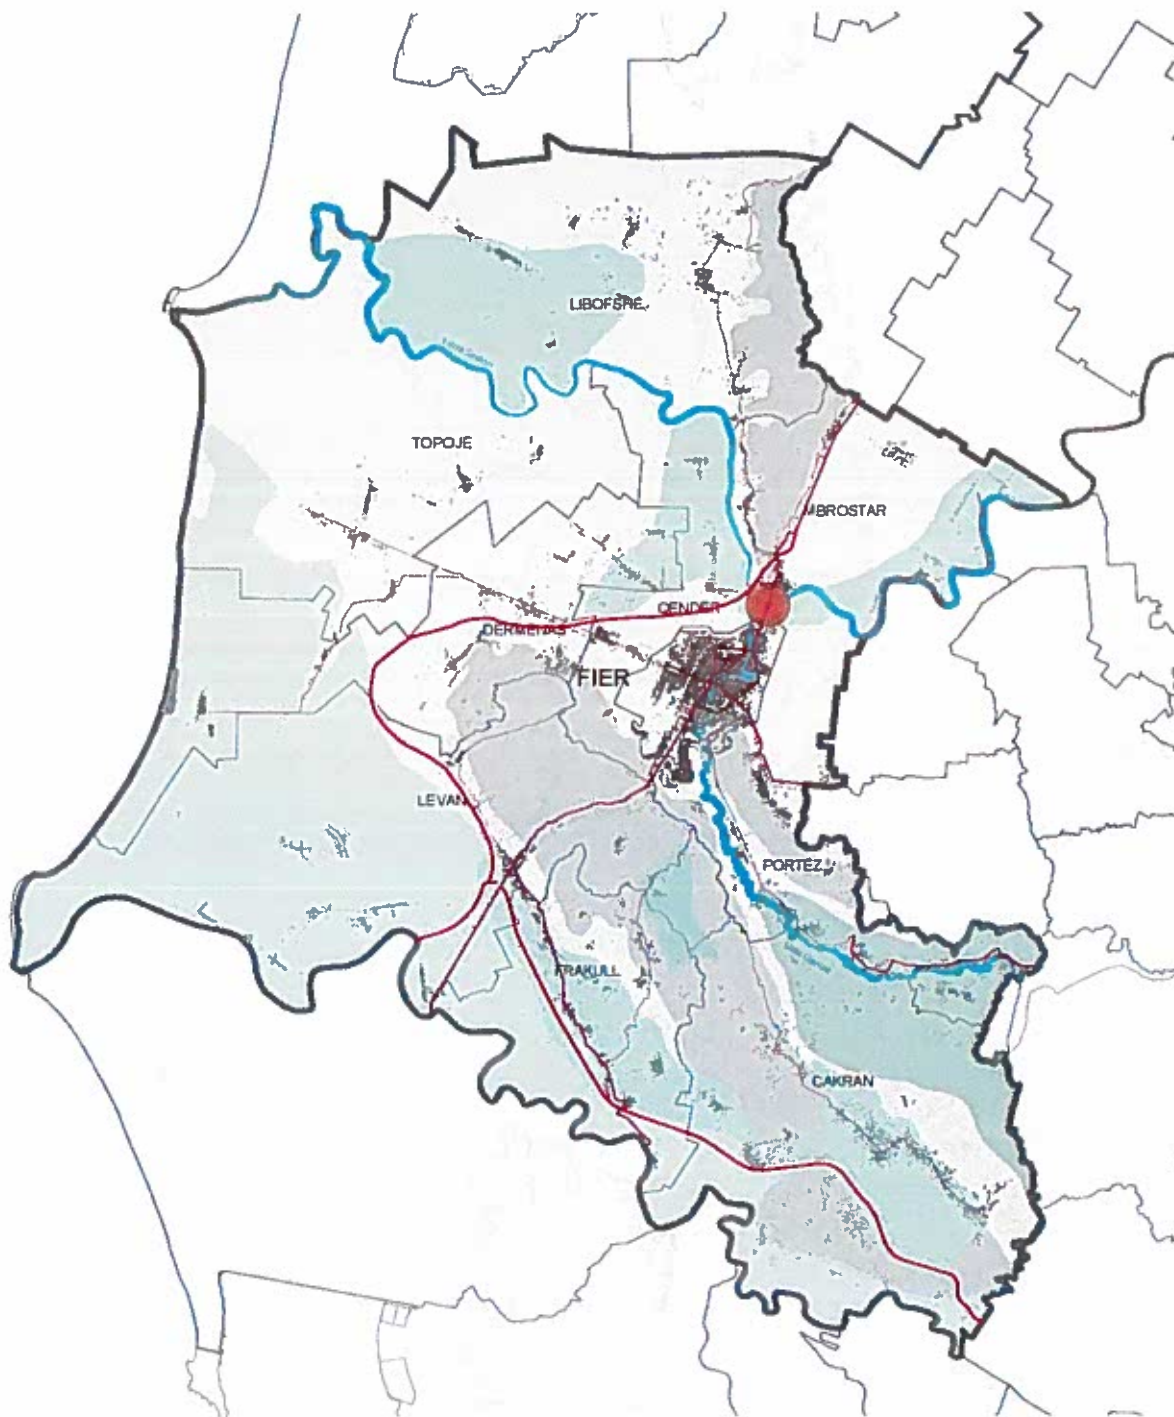 LIBOFSHE
TOPOJE
MBROSTAR
QENDER
DERMENAS
FIER
LEVAN
PORTEZ
FRAKULL
CAKRAN